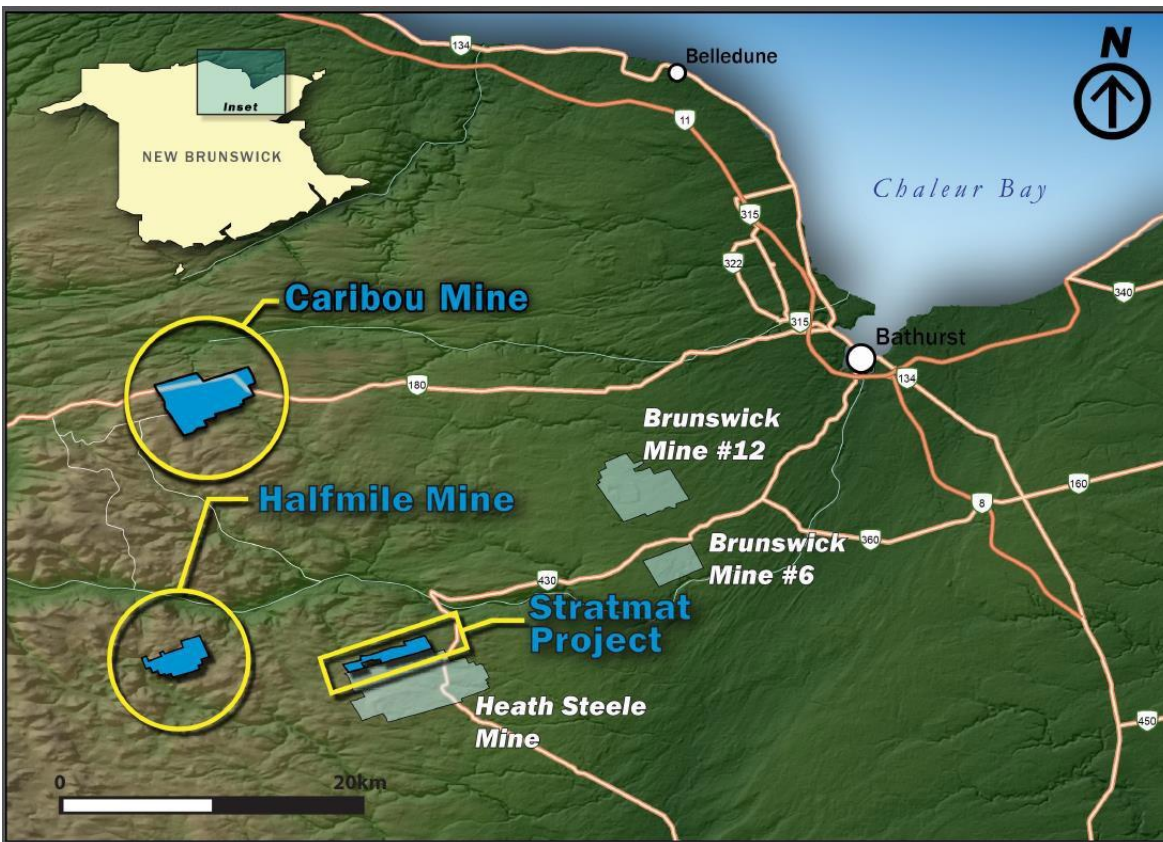 134
Belledune
N
11
Inset
NEW BRUNSWICK
Chaleur Bay
315
322
Caribou Mine
340
315
Bathurst
180
134
Brunswick
Mine #12
Halfmile Mine
160
8
360
Brunswick
Mine #6
430
Stratmat
Project
Heath Steele
Mine
450
0
20km